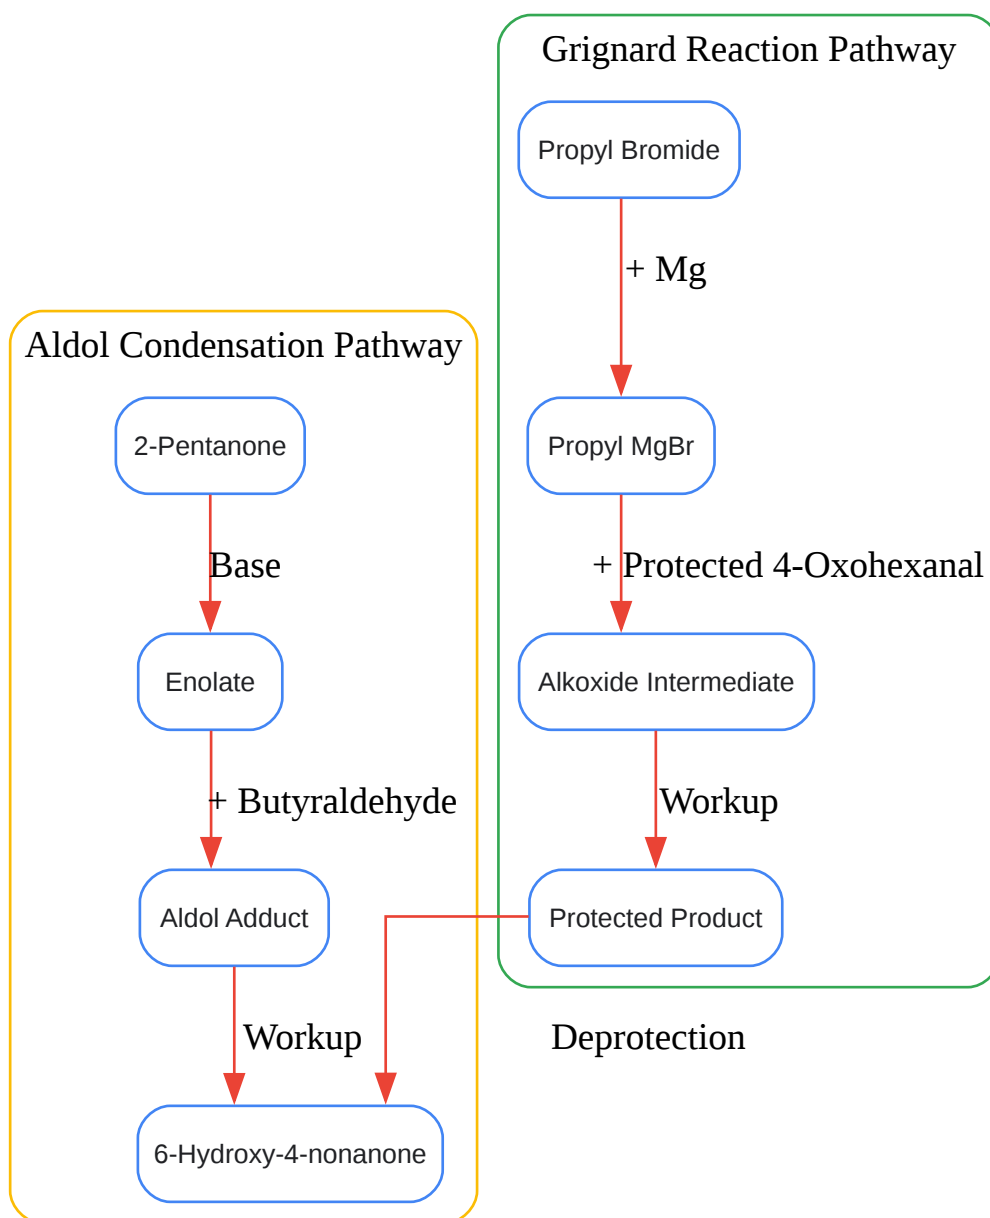 Grignard Reaction Pathway
Propyl Bromide
+ Mg
Propyl MgBr
+ Protected 4-Oxohexanal
Alkoxide Intermediate
Workup
Protected Product
Deprotection
Aldol Condensation Pathway
2-Pentanone
Base
Enolate
+ Butyraldehyde
Aldol Adduct
Workup
6-Hydroxy-4-nonanone